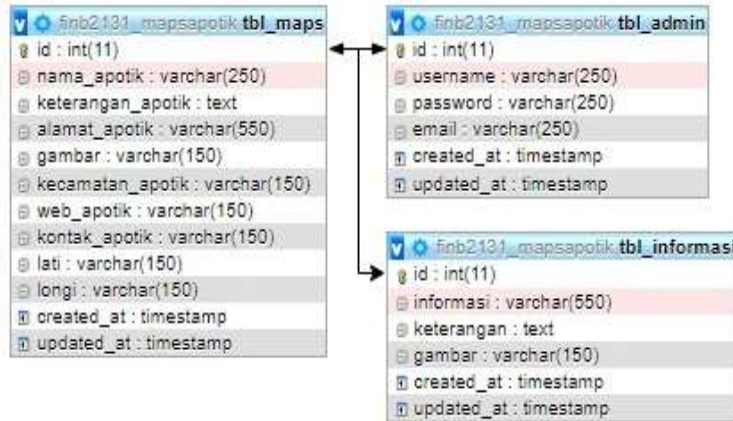 finb2131_mapsapotik tbl_maps
id : int(11)
nama_apotik : varchar(250)
keterangan_apotik : text
alamat_apotik : varchar(550)
gambar : varchar(150)
kecamatan_apotik : varchar(150)
web_apotik : varchar(150)
kontak_apotik : varchar(150)
lati : varchar(150)
longi : varchar(150)
created_at : timestamp
updated_at : timestamp
finb2131_mapsapotik tbl_admin
id : int(11)
username : varchar(250)
password : varchar(250)
email : varchar(250)
created_at : timestamp
updated_at : timestamp
finb2131_mapsapotik tbl_informasi
id : int(11)
informasi : varchar(550)
keterangan : text
gambar : varchar(150)
created_at : timestamp
updated_at : timestamp